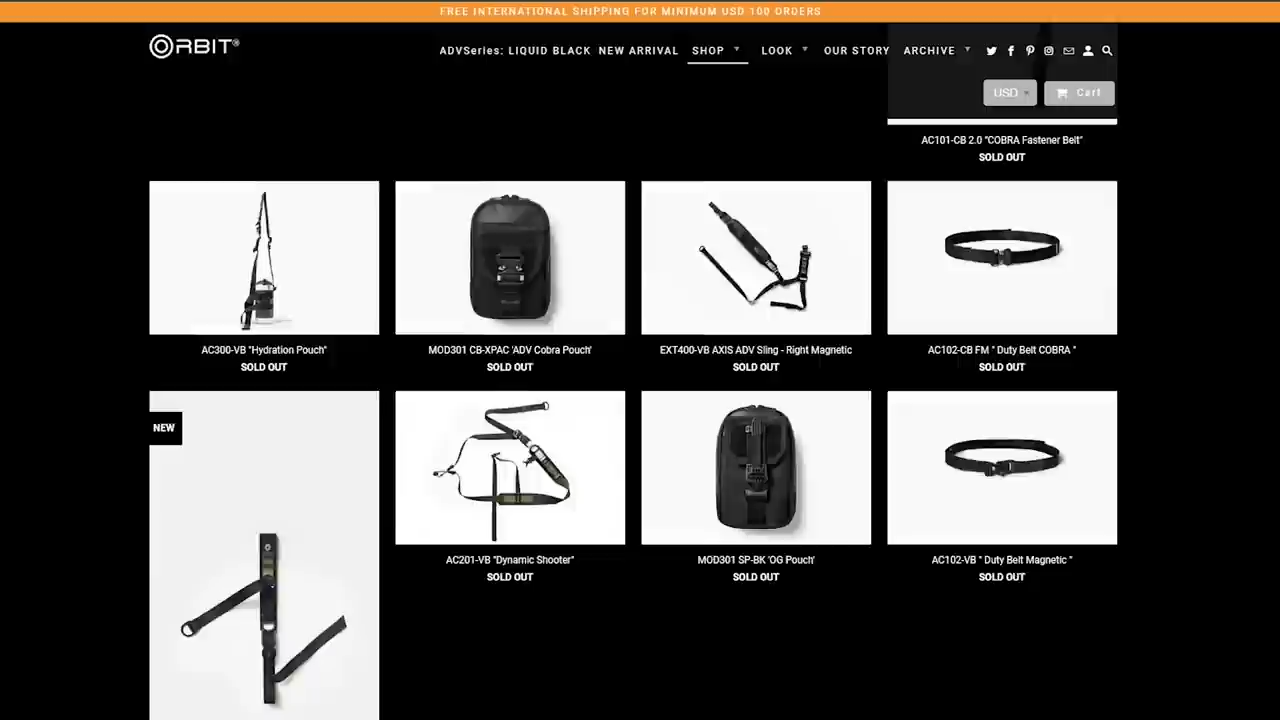 FREE INTERNATIONAL SHIPPING FOR MINIMUM USD 100 ORDERS
ORBIT®
ADVSeries: LIQUID BLACK NEW ARRIVAL SHOP LOOK OUR STORY ARCHIVE
USD Cart
AC101-CB 2.0 "COBRA Fastener Belt"
SOLD OUT
AC300-VB "Hydration Pouch" MOD301 CB-XPAC 'ADV Cobra Pouch' EXT400-VB AXIS ADV Sling - Right Magnetic AC102-CB FM " Duty Belt COBRA "
SOLD OUT SOLD OUT SOLD OUT SOLD OUT
NEW
AC201-VB "Dynamic Shooter" MOD301 SP-BK 'OG Pouch' AC102-VB " Duty Belt Magnetic "
SOLD OUT SOLD OUT SOLD OUT